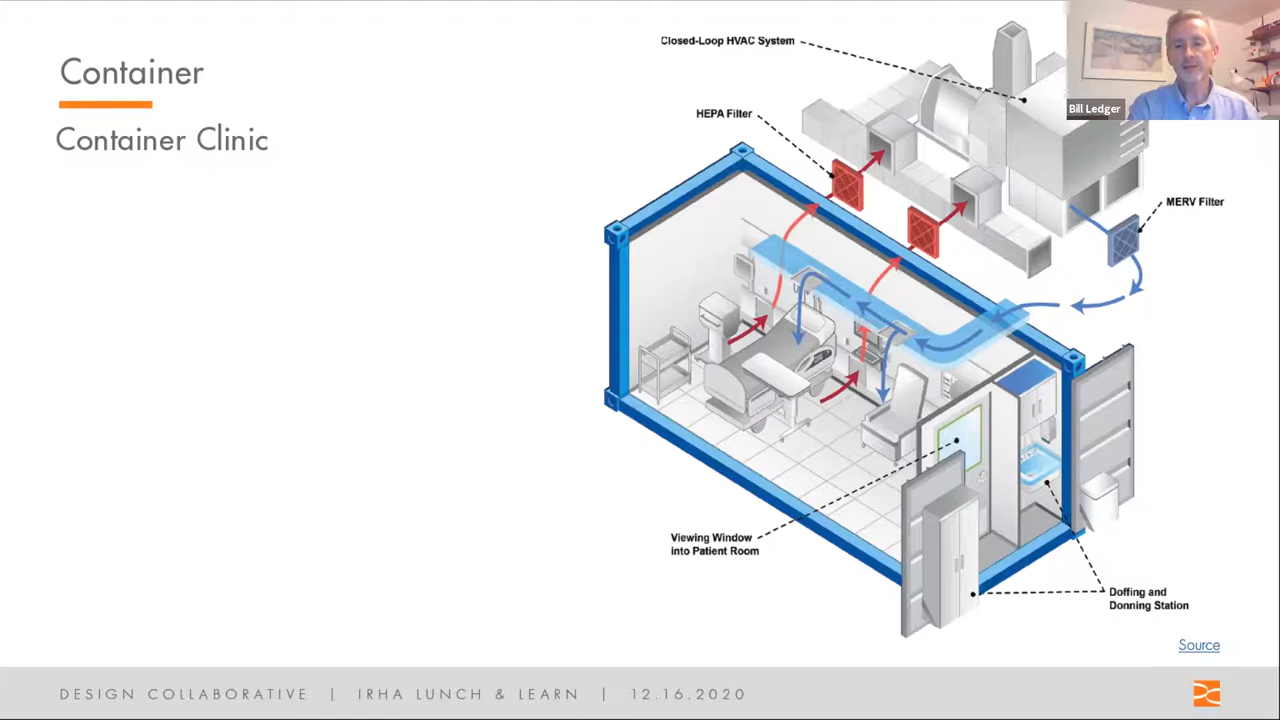 Container
Container Clinic
Closed-Loop HVAC System
HEPA Filter
Bill Ledger
MERV Filter
Viewing Window
into Patient Room
Doffing and
Donning Station
Source
DESIGN COLLABORATIVE | IRHA LUNCH & LEARN | 12.16.2020